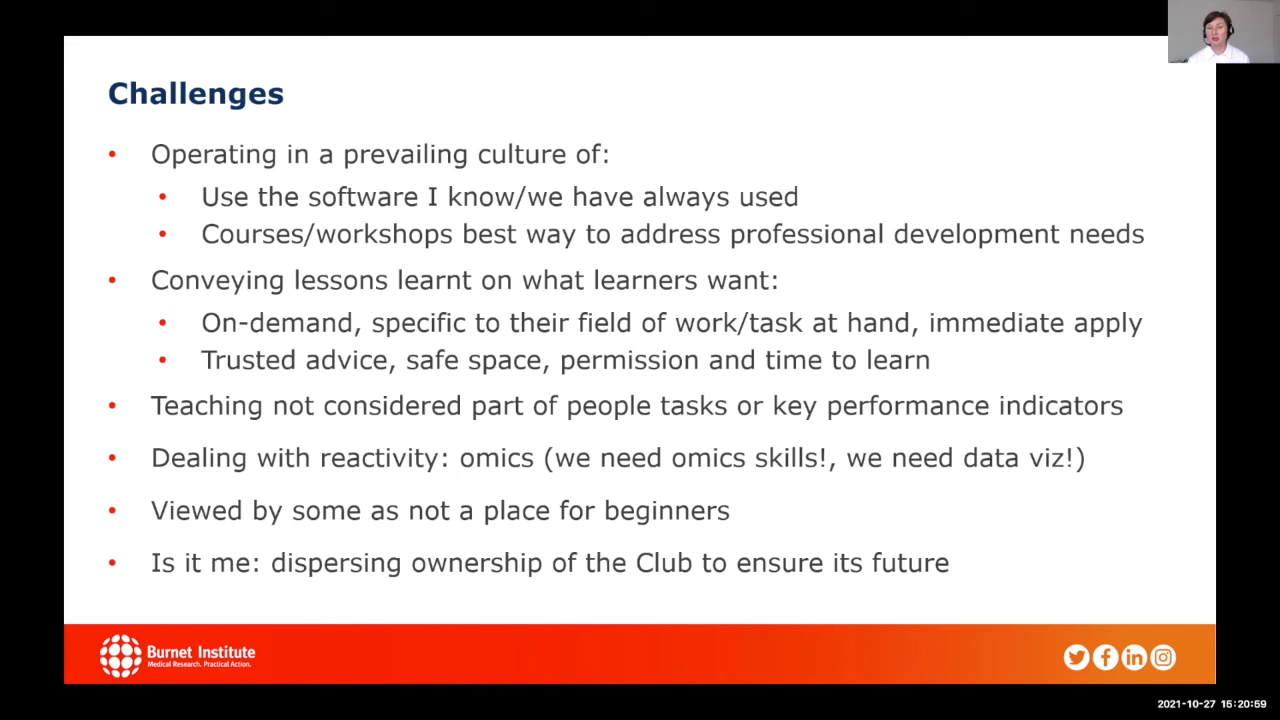 Challenges
• Operating in a prevailing culture of:
• Use the software I know/we have always used
• Courses/workshops best way to address professional development needs
• Conveying lessons learnt on what learners want:
• On-demand, specific to their field of work/task at hand, immediate apply
• Trusted advice, safe space, permission and time to learn
• Teaching not considered part of people tasks or key performance indicators
• Dealing with reactivity: omics (we need omics skills!, we need data viz!)
• Viewed by some as not a place for beginners
• Is it me: dispersing ownership of the Club to ensure its future
Burnet Institute
Medical Research. Practical Action.
2021-10-27 16:20:59